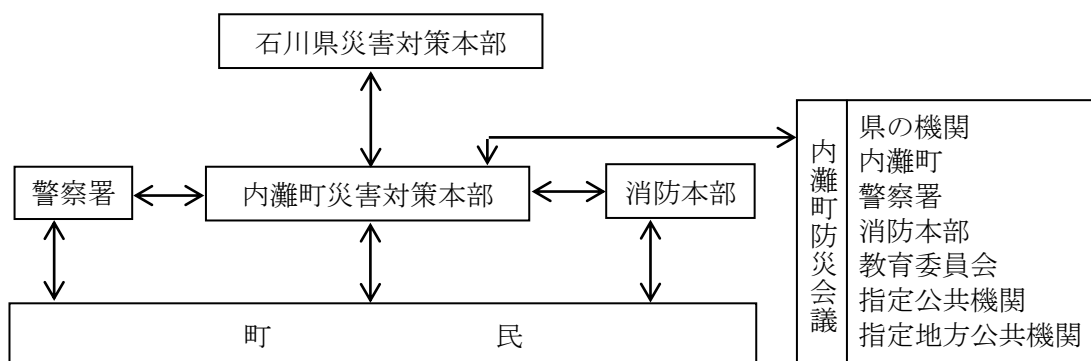 石川県災害対策本部
警察署
内灘町災害対策本部
消防本部
町 民
内灘町防災会議
県の機関
内灘町
警察署
消防本部
教育委員会
指定公共機関
指定地方公共機関